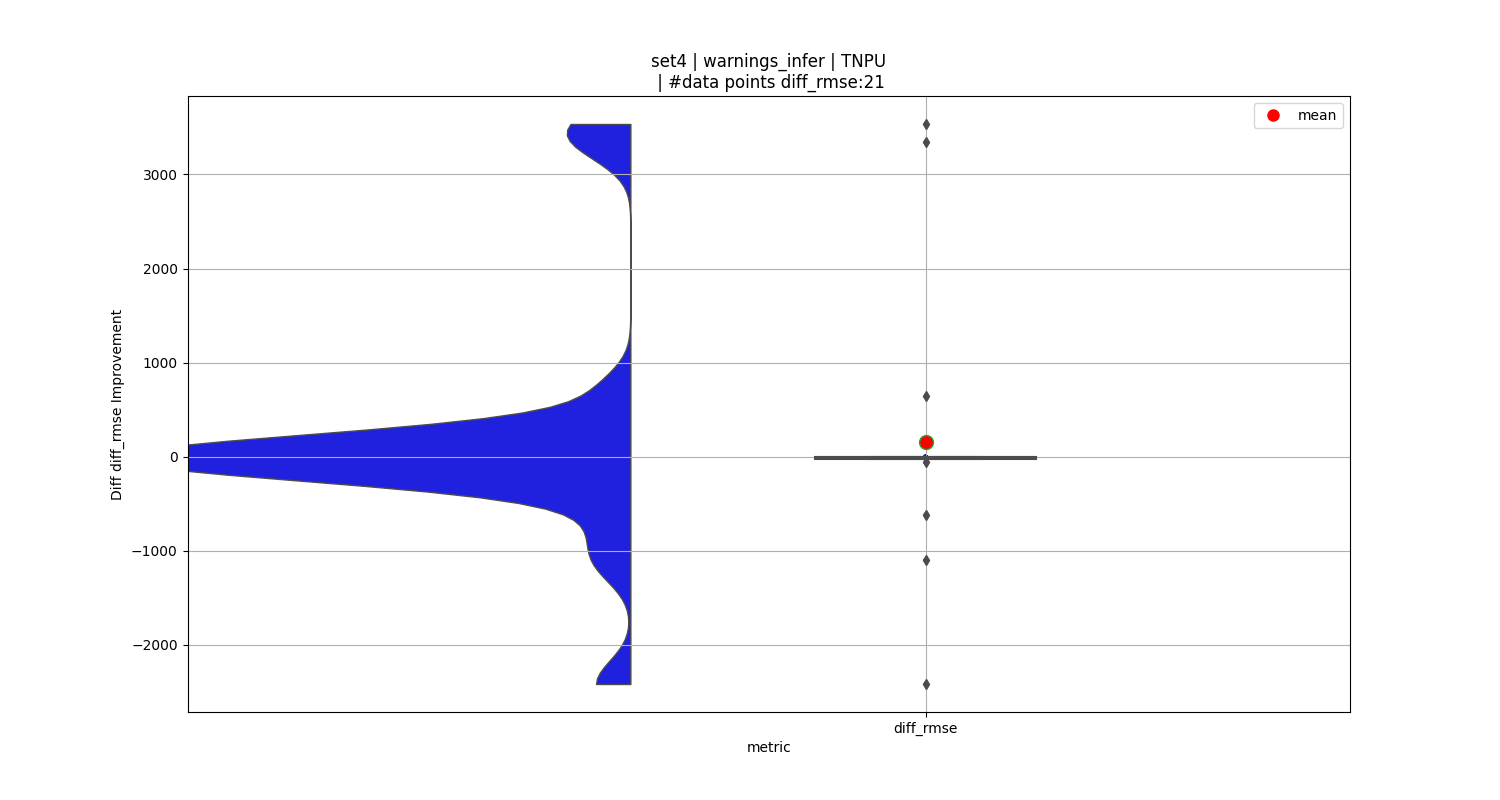 set4 | warnings_infer | TNPU
| #data points diff_rmse:21
mean
3000
2000
1000
0
−1000
−2000
Diff diff_rmse Improvement
diff_rmse
metric